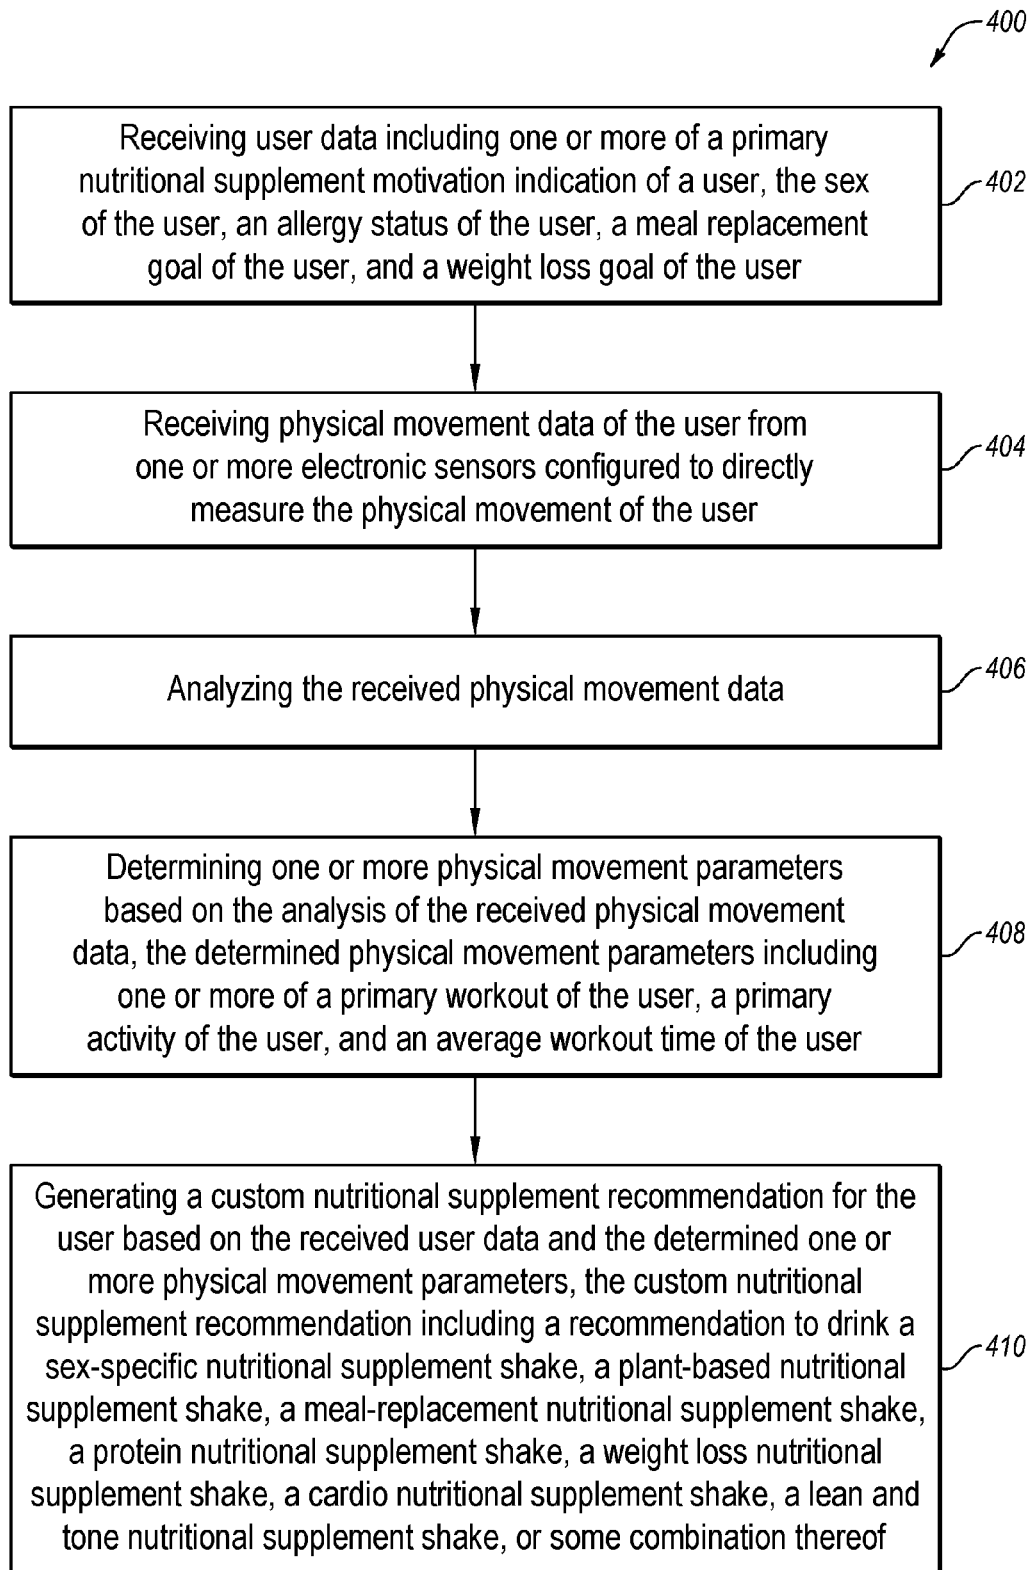 400
Receiving user data including one or more of a primary
nutritional supplement motivation indication of a user, the sex
of the user, an allergy status of the user, a meal replacement
goal of the user, and a weight loss goal of the user
402
Receiving physical movement data of the user from
one or more electronic sensors configured to directly
measure the physical movement of the user
404
Analyzing the received physical movement data
406
Determining one or more physical movement parameters
based on the analysis of the received physical movement
data, the determined physical movement parameters including
one or more of a primary workout of the user, a primary
activity of the user, and an average workout time of the user
408
Generating a custom nutritional supplement recommendation for the
user based on the received user data and the determined one or
more physical movement parameters, the custom nutritional
supplement recommendation including a recommendation to drink a
sex-specific nutritional supplement shake, a plant-based nutritional
supplement shake, a meal-replacement nutritional supplement shake,
a protein nutritional supplement shake, a weight loss nutritional
supplement shake, a cardio nutritional supplement shake, a lean and
tone nutritional supplement shake, or some combination thereof
410